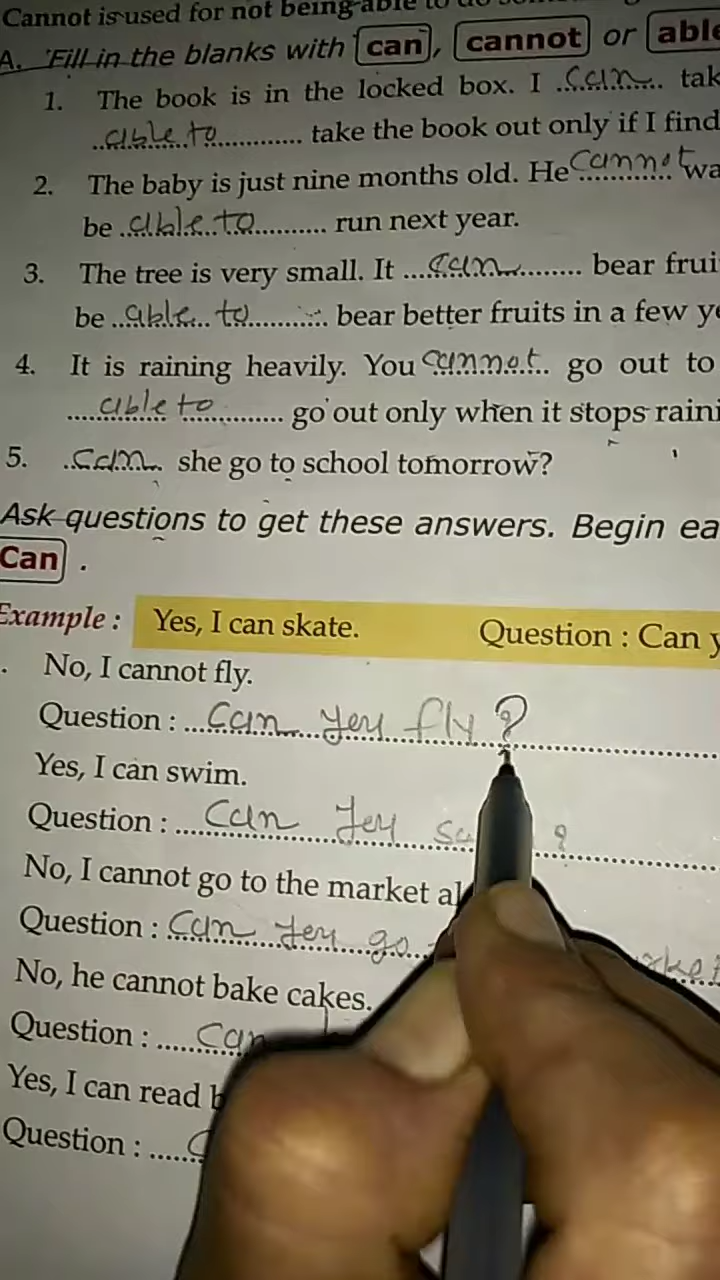 Cannot is used for not being able to
A. Fill in the blanks with can, cannot or able
1. The book is in the locked box. I can tak
able to take the book out only if I find
2. The baby is just nine months old. He cannot wa
be able to run next year.
3. The tree is very small. It can bear frui
be able to bear better fruits in a few ye
4. It is raining heavily. You cannot go out to
able to go out only when it stops raini
5. Can she go to school tomorrow?
Ask questions to get these answers. Begin ea
Can .
Example : Yes, I can skate. Question : Can y
. No, I cannot fly.
Question : Can yey fly ?
Yes, I can swim.
Question : Can yey ?
No, I cannot go to the market al
Question : Can yey go
No, he cannot bake cakes.
Question : Can
Yes, I can read b
Question : C